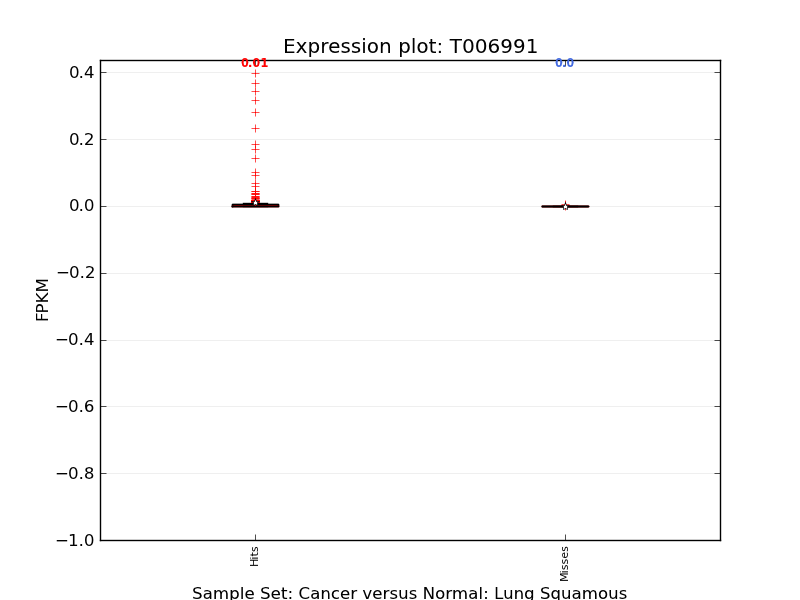 Expression plot: T006991
0.01
0.0
0.4
0.2
0.0
−0.2
−0.4
−0.6
−0.8
−1.0
FPKM
Hits
Misses
Sample Set: Cancer versus Normal: Lung Squamous